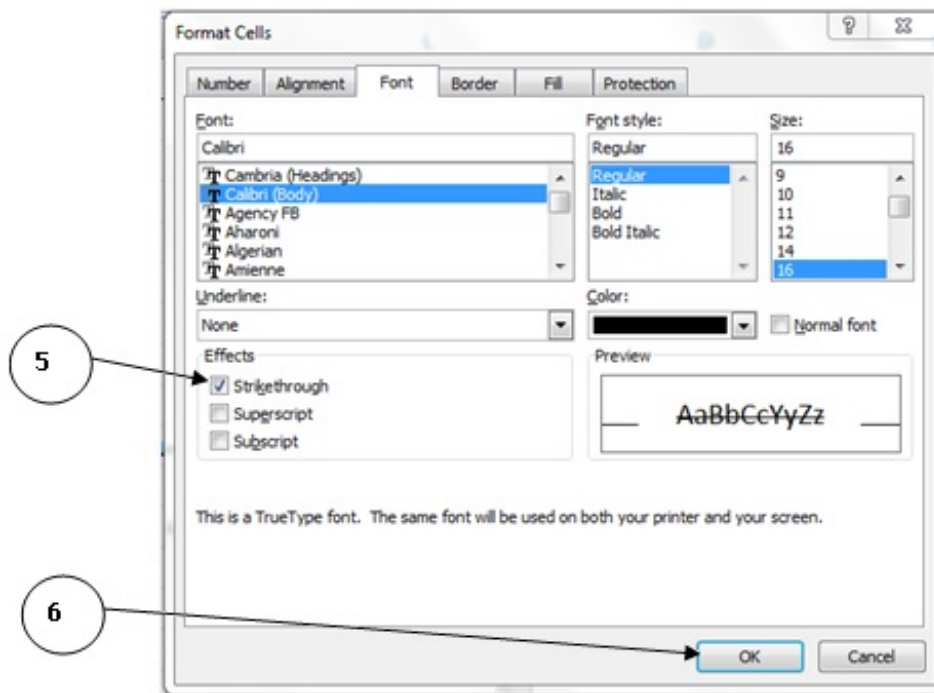 Format Cells
Number Alignment Font Border Fill Protection
Font: Font style: Size:
Calibri Regular 16
Cambria (Headings) Regular 9
Calibri (Body) Italic 10
Agency FB Bold 11
Aharoni Bold Italic 12
Algerian 14
Amienne 16
Underline: Color:
None Normal font
5 Effects Preview
Strikethrough AaBbCcYyZz
Superscript
Subscript
This is a TrueType font. The same font will be used on both your printer and your screen.
6
OK Cancel